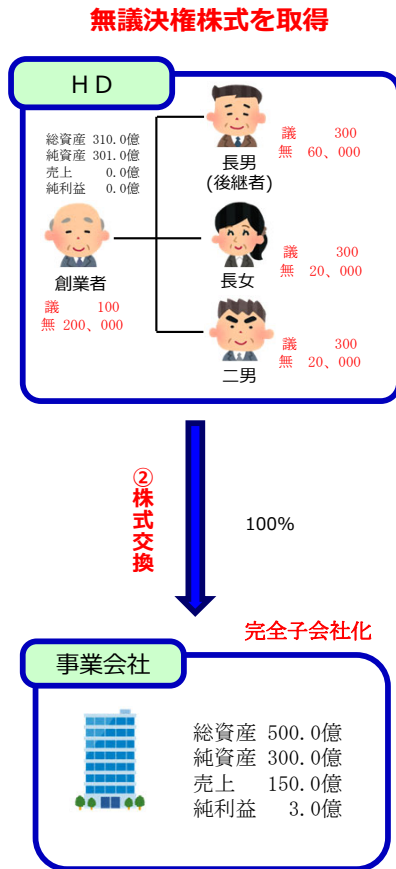 無議決権株式を取得
ＨＤ
総資産 310.0億
純資産 301.0億
売上 0.0億
純利益 0.0億
創業者
議 100
無 200、000
長男
(後継者)
議 300
無 60、000
長女
議 300
無 20、000
二男
議 300
無 20、000
②株式交換
100%
完全子会社化
事業会社
総資産 500.0億
純資産 300.0億
売上 150.0億
純利益 3.0億